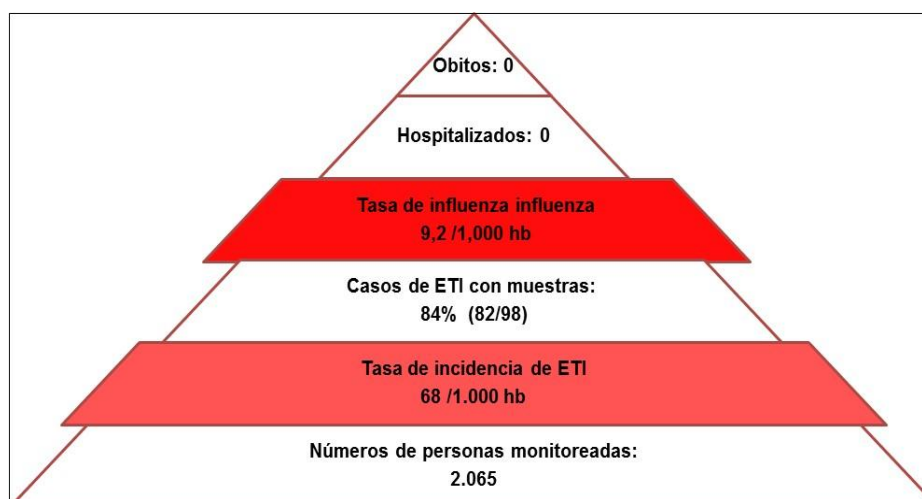 Obitos: 0
Hospitalizados: 0
Tasa de influenza influenza
9,2 /1,000 hb
Casos de ETI con muestras:
84% (82/98)
Tasa de incidencia de ETI
68 /1.000 hb
Números de personas monitoreadas:
2.065